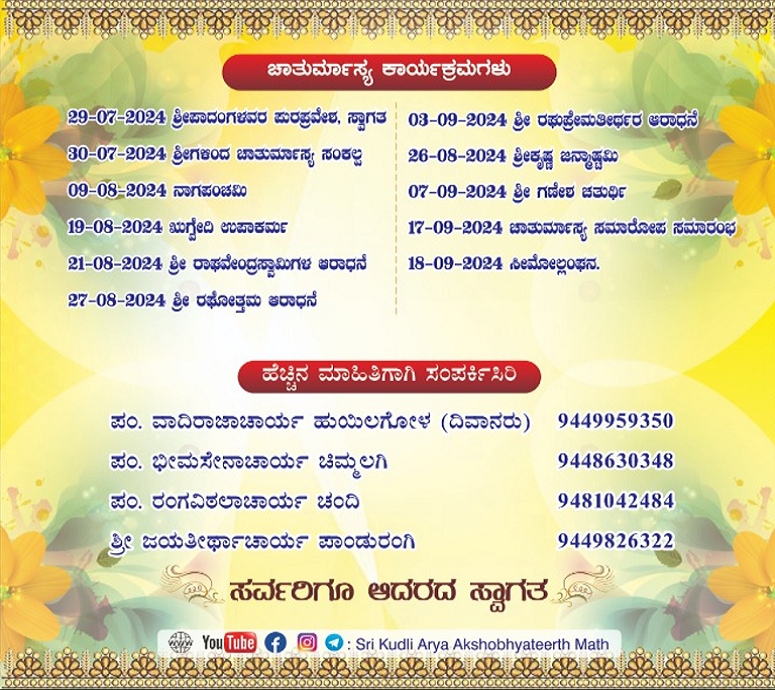 ಚಾತುರ್ಮಾಸ್ಯ ಕಾರ್ಯಕ್ರಮಗಳು
29-07-2024 ಶ್ರೀಪಾದಂಗಳವರ ಪುರಪ್ರವೇಶ, ಸ್ವಾಗತ
30-07-2024 ಶ್ರೀಗಳಿಂದ ಚಾತುರ್ಮಾಸ್ಯ ಸಂಕಲ್ಪ
09-08-2024 ನಾಗಪಂಚಮಿ
19-08-2024 ಋಗ್ವೇದಿ ಉಪಾಕರ್ಮ
21-08-2024 ಶ್ರೀ ರಾಘವೇಂದ್ರಸ್ವಾಮಿಗಳ ಆರಾಧನೆ
27-08-2024 ಶ್ರೀ ರಘೋತ್ತಮ ಆರಾಧನೆ
03-09-2024 ಶ್ರೀ ರಘುಪ್ರೇಮತೀರ್ಥರ ಆರಾಧನೆ
26-08-2024 ಶ್ರೀಕೃಷ್ಣ ಜನ್ಮಾಷ್ಟಮಿ
07-09-2024 ಶ್ರೀ ಗಣೇಶ ಚತುರ್ಥಿ
17-09-2024 ಚಾತುರ್ಮಾಸ್ಯ ಸಮಾರೋಪ ಸಮಾರಂಭ
18-09-2024 ಸೀಮೋಲ್ಲಂಘನ.
ಹೆಚ್ಚಿನ ಮಾಹಿತಿಗಾಗಿ ಸಂಪರ್ಕಿಸಿರಿ
ಪಂ. ವಾದಿರಾಜಾಚಾರ್ಯ ಹುಯಿಲಗೋಳ (ದಿವಾನರು) 9449959350
ಪಂ. ಭೀಮಸೇನಾಚಾರ್ಯ ಚಿಮ್ಮಲಗಿ 9448630348
ಪಂ. ರಂಗವಿಠಲಾಚಾರ್ಯ ಚಂದಿ 9481042484
ಶ್ರೀ ಜಯತೀರ್ಥಾಚಾರ್ಯ ಪಾಂಡುರಂಗಿ 9449826322
ಸರ್ವರಿಗೂ ಆದರದ ಸ್ವಾಗತ
WWW YouTube : Sri Kudli Arya Akshobhyateerth Math